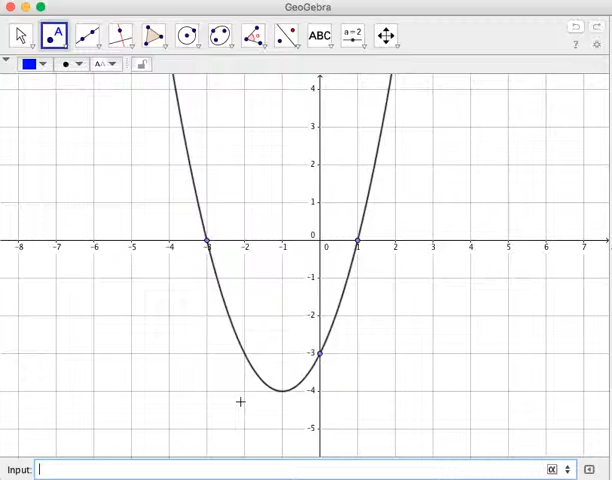 GeoGebra
A ABC a = 2
?
AA
4
3
2
1
0
-8 -7 -6 -5 -4 -3 -2 -1 0 1 2 3 4 5 6 7
-1
-2
-3
-4
-5
Input: α